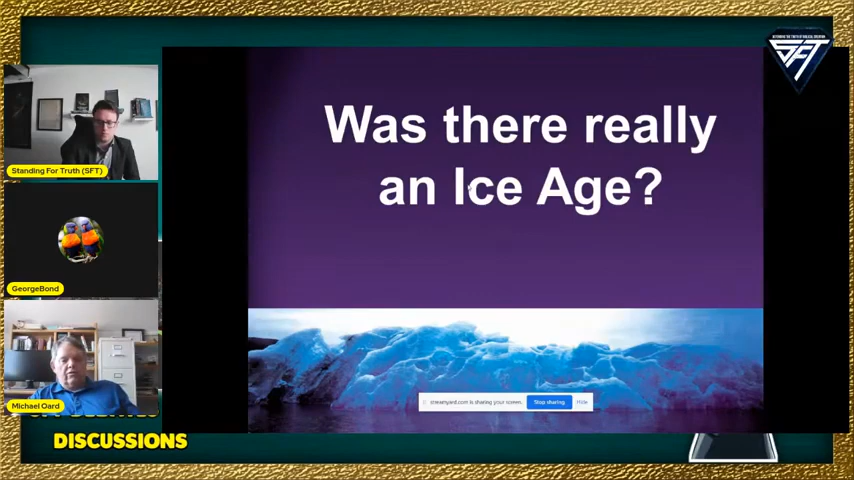 Was there really
an Ice Age?
SFT
Standing For Truth (SFT)
GeorgeBond
Michael Oard
streamyard.com is sharing your screen.
Stop sharing
Hide
DISCUSSIONS